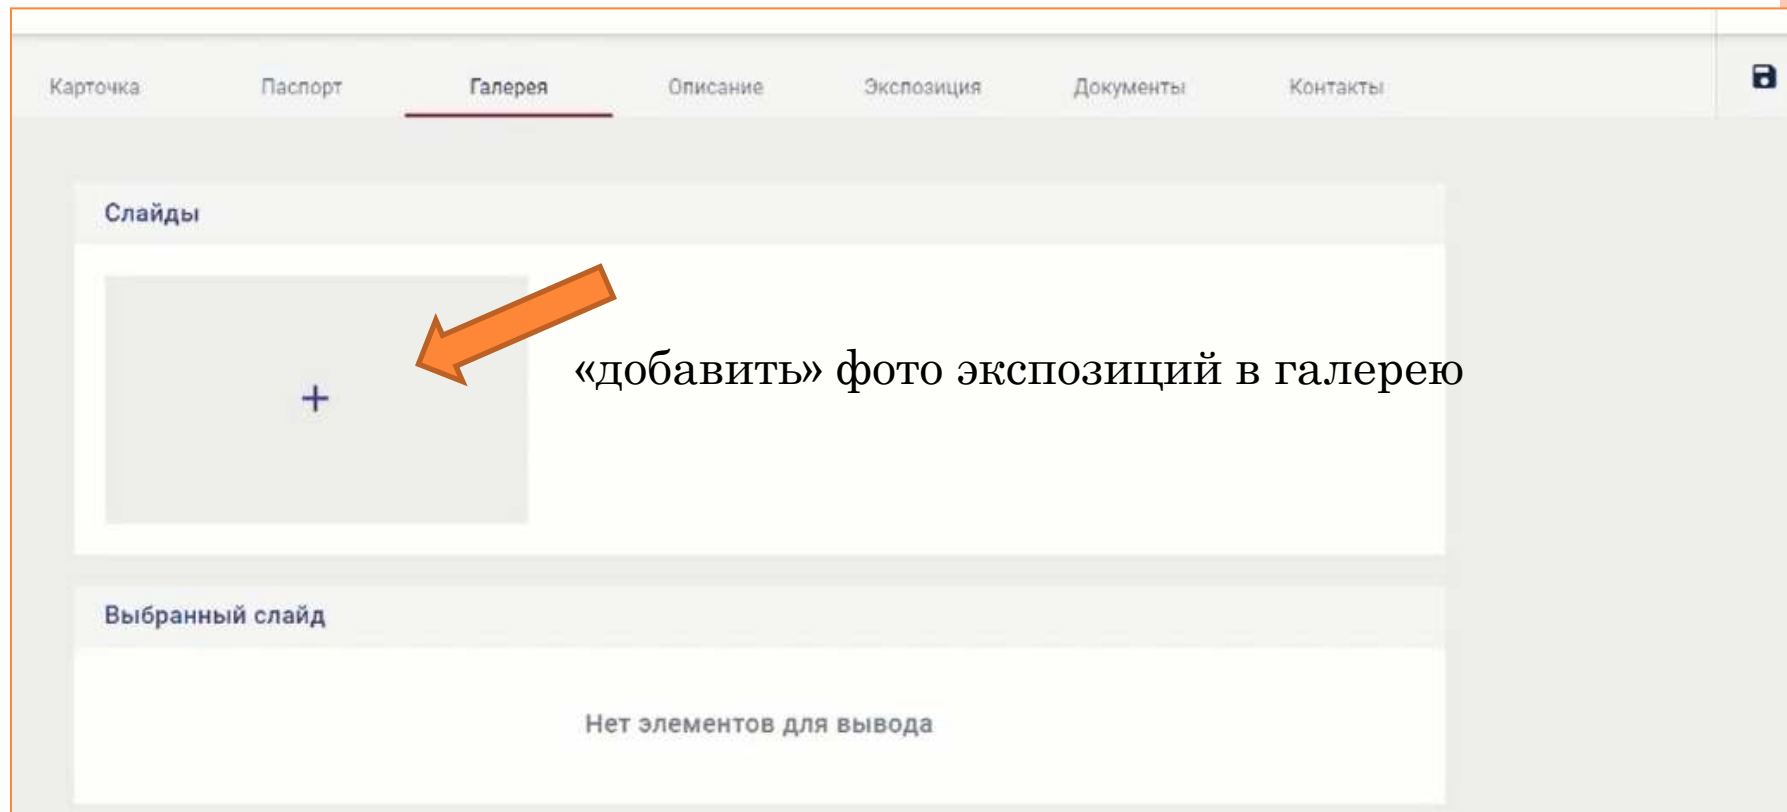 Карточка Паспорт Галерея Описание Экспозиция Документы Контакты
Слайды
+
«добавить» фото экспозиций в галерею
Выбранный слайд
Нет элементов для вывода